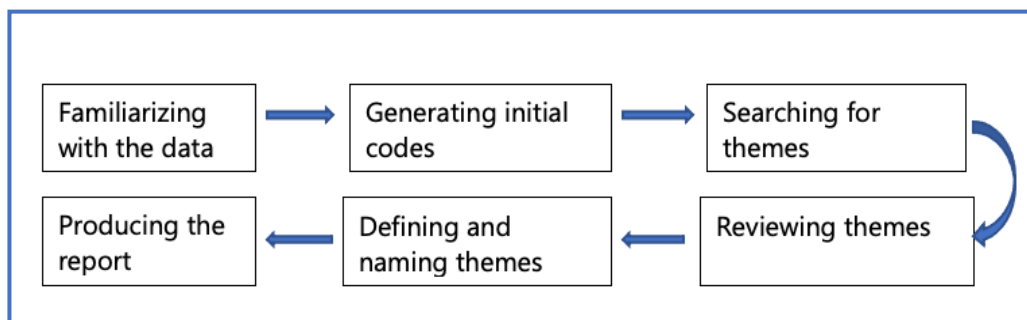 Familiarizing
with the data
Generating initial
codes
Searching for
themes
Reviewing themes
Defining and
naming themes
Producing the
report